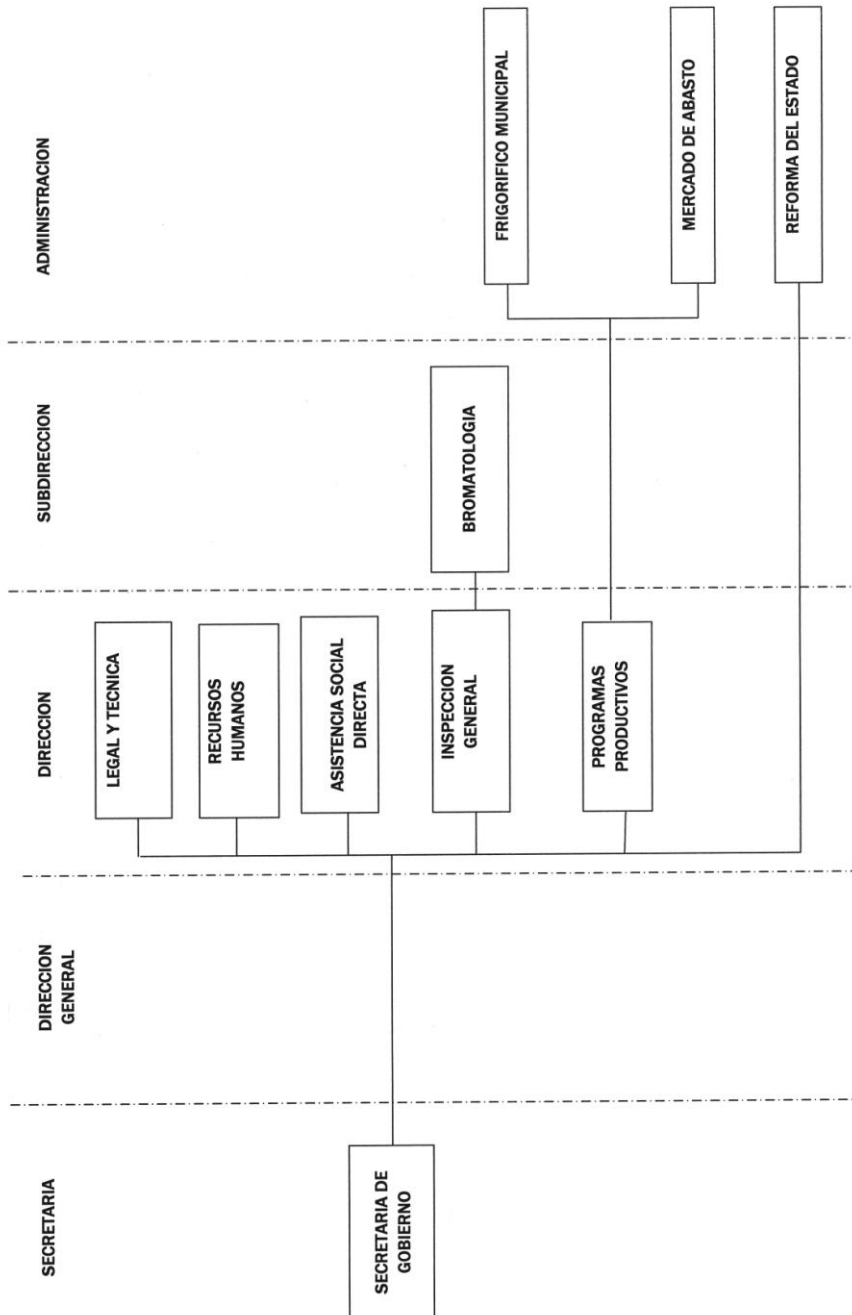 SECRETARIA
DIRECCION
GENERAL
DIRECCION
SUBDIRECCION
ADMINISTRACION
LEGAL Y TECNICA
RECURSOS
HUMANOS
ASISTENCIA SOCIAL
DIRECTA
SECRETARIA DE
GOBIERNO
INSPECCION
GENERAL
BROMATOLOGIA
FRIGORIFICO MUNICIPAL
PROGRAMAS
PRODUCTIVOS
MERCADO DE ABASTO
REFORMA DEL ESTADO